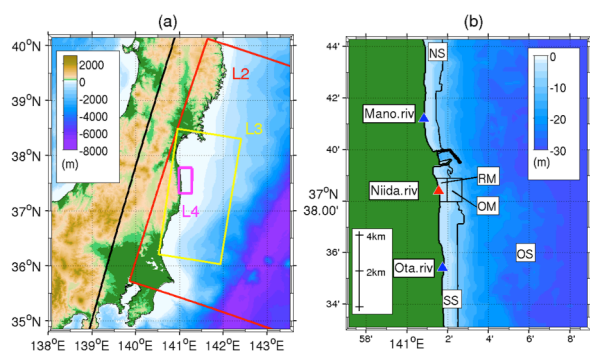 (a)
40°N
39°N
38°N
37°N
36°N
35°N
138°E
139°E
140°E
141°E
142°E
143°E
2000
0
-2000
-4000
-6000
-8000
(m)
L2
L3
L4
(b)
44'
42'
40'
37°N
38.00'
36'
34'
58'
141°E
2'
4'
6'
8'
NS
Mano.riv
Niida.riv
Ota.riv
RM
OM
OS
SS
4km
2km
0
-10
-20
-30
(m)